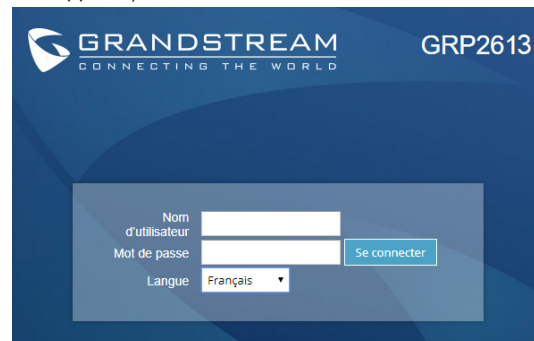 GRANDSTREAM
CONNECTING THE WORLD
GRP2613
Nom
d'utilisateur
Mot de passe
Se connecter
Langue
Français